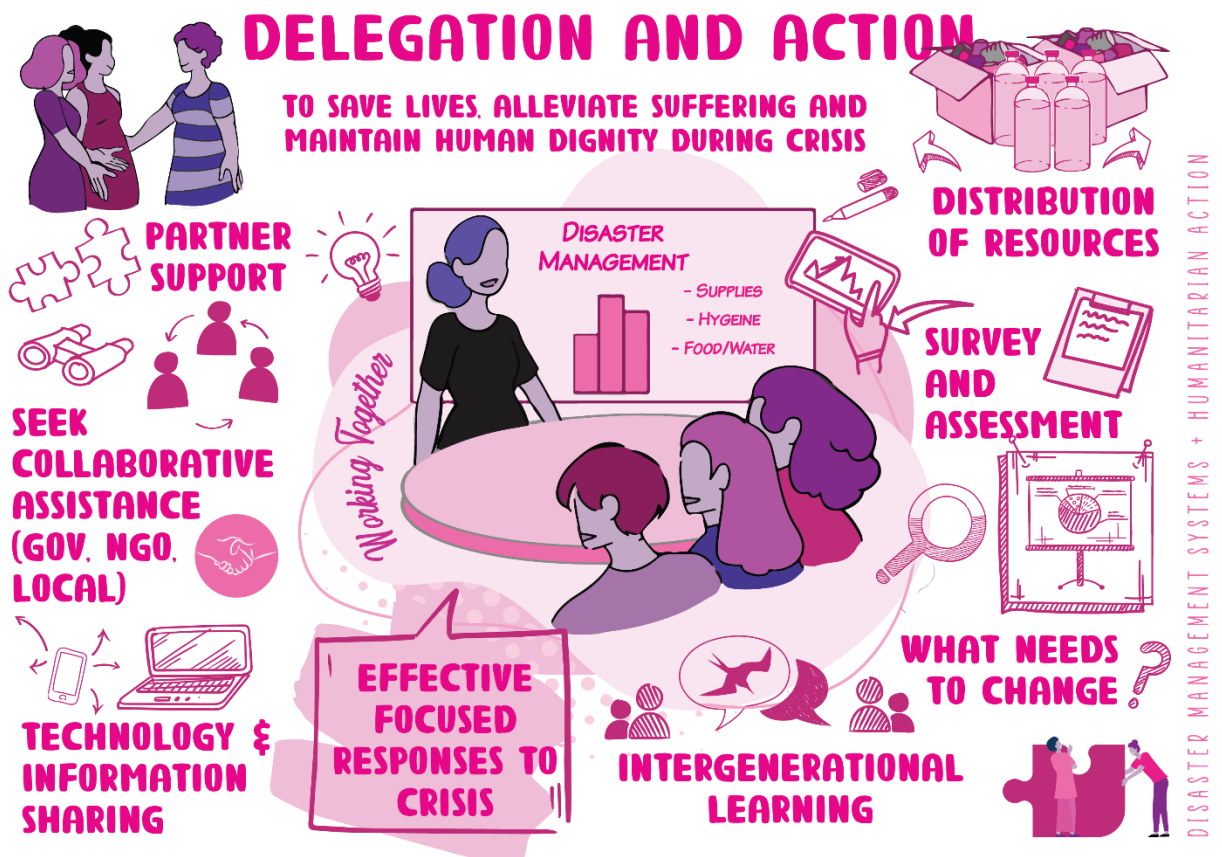 DELEGATION AND ACTION
TO SAVE LIVES, ALLEVIATE SUFFERING AND
MAINTAIN HUMAN DIGNITY DURING CRISIS
PARTNER
SUPPORT
SEEK
COLLABORATIVE
ASSISTANCE
(GOV, NGO,
LOCAL)
TECHNOLOGY &
INFORMATION
SHARING
Working Together
DISASTER
MANAGEMENT
- SUPPLIES
- HYGEINE
- FOOD/WATER
EFFECTIVE
FOCUSED
RESPONSES TO
CRISIS
INTERGENERATIONAL
LEARNING
DISTRIBUTION
OF RESOURCES
SURVEY
AND
ASSESSMENT
WHAT NEEDS
TO CHANGE ?
DISASTER MANAGEMENT SYSTEMS + HUMANITARIAN ACTION